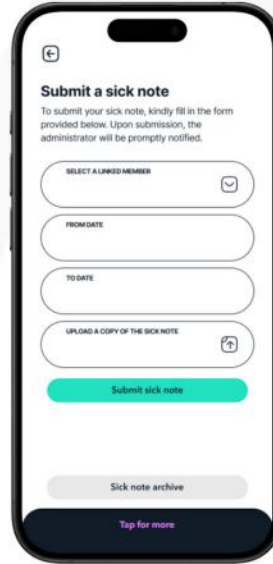 Submit a sick note
To submit your sick note, kindly fill in the form
provided below. Upon submission, the
administrator will be promptly notified.
SELECT A LINKED MEMBER
FROM DATE
TO DATE
UPLOAD A COPY OF THE SICK NOTE
Submit sick note
Sick note archive
Tap for more